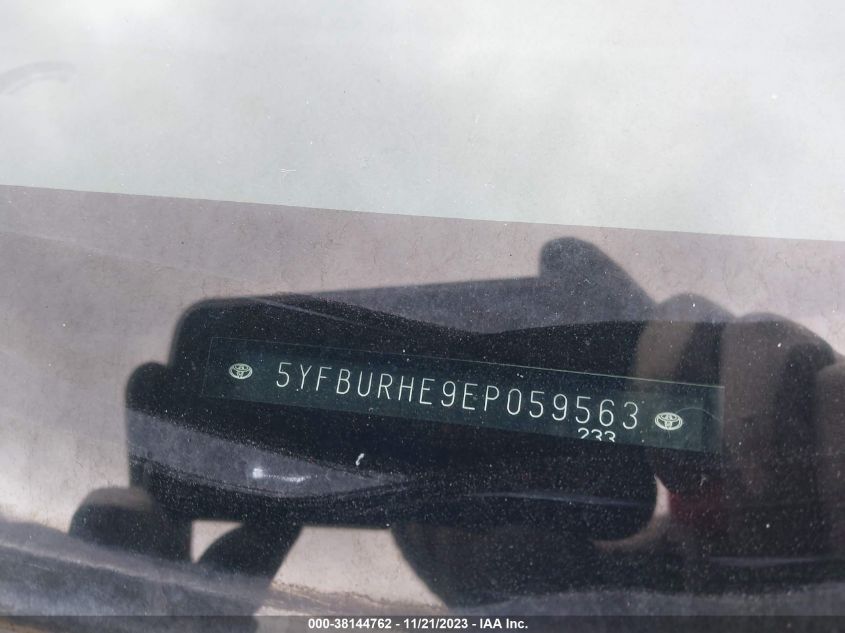 5YFBURHE9EP059563
233
000-38144762 - 11/21/2023 - IAA Inc.